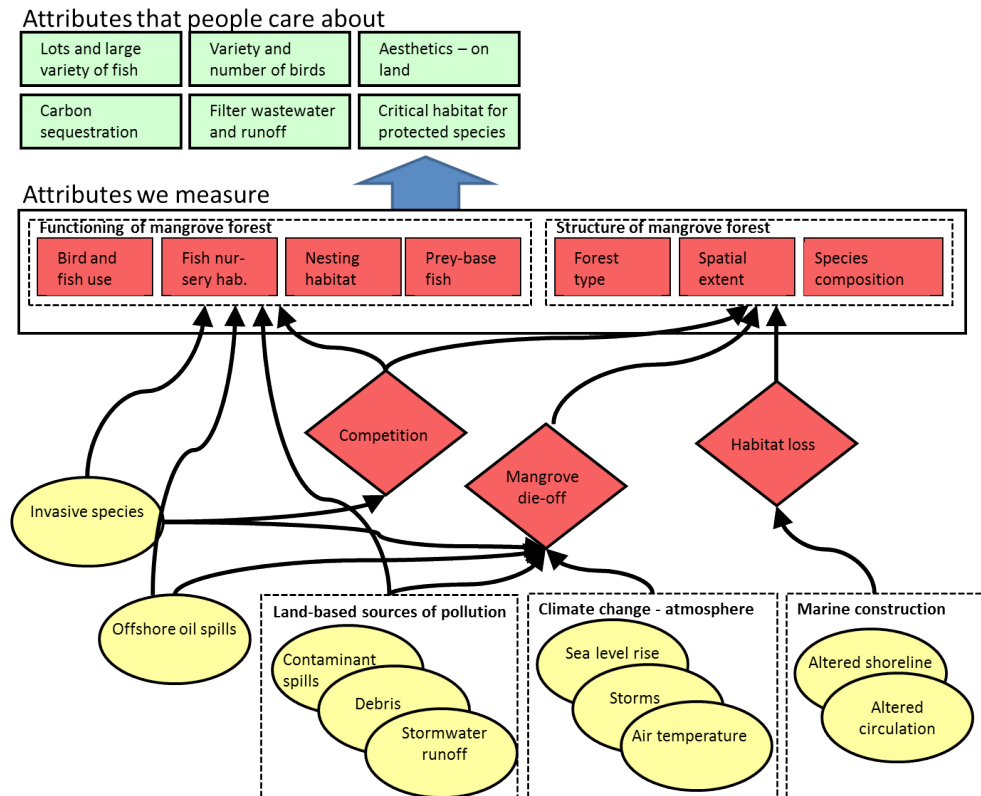 Attributes that people care about
Lots and large
variety of fish
Variety and
number of birds
Aesthetics – on
land
Carbon
sequestration
Filter wastewater
and runoff
Critical habitat for
protected species
Attributes we measure
Functioning of mangrove forest
Structure of mangrove forest
Bird and
fish use
Fish nur-
sery hab.
Nesting
habitat
Prey-base
fish
Forest
type
Spatial
extent
Species
composition
Competition
Mangrove
die-off
Habitat loss
Invasive species
Offshore oil spills
Land-based sources of pollution
Contaminant
spills
Debris
Stormwater
runoff
Climate change - atmosphere
Sea level rise
Storms
Air temperature
Marine construction
Altered shoreline
Altered
circulation